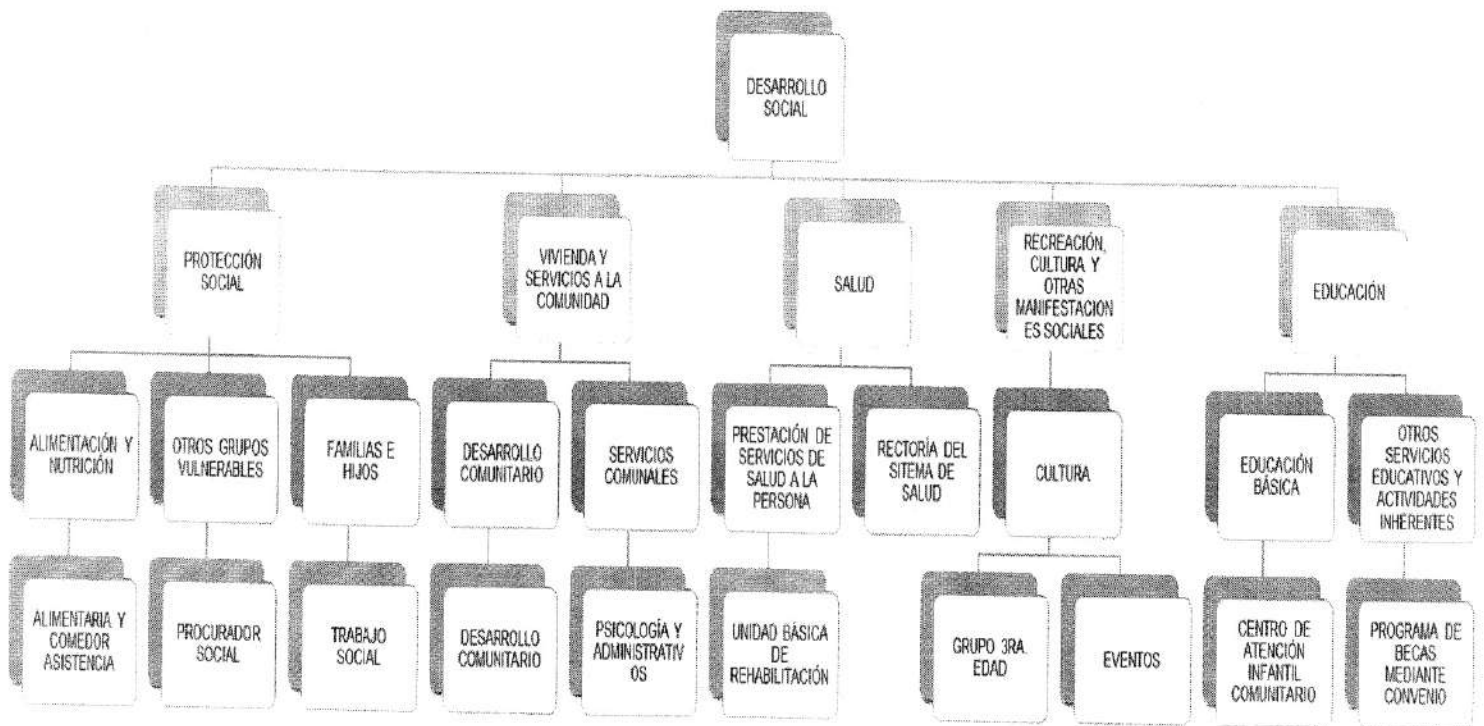 DESARROLLO
SOCIAL
PROTECCIÓN
SOCIAL
VIVIENDA Y
SERVICIOS A LA
COMUNIDAD
SALUD
RECREACIÓN,
CULTURA Y
OTRAS
MANIFESTACION
ES SOCIALES
EDUCACIÓN
ALIMENTACIÓN Y
NUTRICIÓN
OTROS GRUPOS
VULNERABLES
FAMILIAS E
HIJOS
DESARROLLO
COMUNITARIO
SERVICIOS
COMUNALES
PRESTACIÓN DE
SERVICIOS DE
SALUD A LA
PERSONA
RECTORÍA DEL
SITEMA DE
SALUD
CULTURA
EDUCACIÓN
BÁSICA
OTROS
SERVICIOS
EDUCATIVOS Y
ACTIVIDADES
INHERENTES
ALIMENTARIA Y
COMEDOR
ASISTENCIA
PROCURADOR
SOCIAL
TRABAJO
SOCIAL
DESARROLLO
COMUNITARIO
PSICOLOGÍA Y
ADMINISTRATIV
OS
UNIDAD BÁSICA
DE
REHABILITACIÓN
GRUPO 3RA.
EDAD
EVENTOS
CENTRO DE
ATENCIÓN
INFANTIL
COMUNITARIO
PROGRAMA DE
BECAS
MEDIANTE
CONVENIO